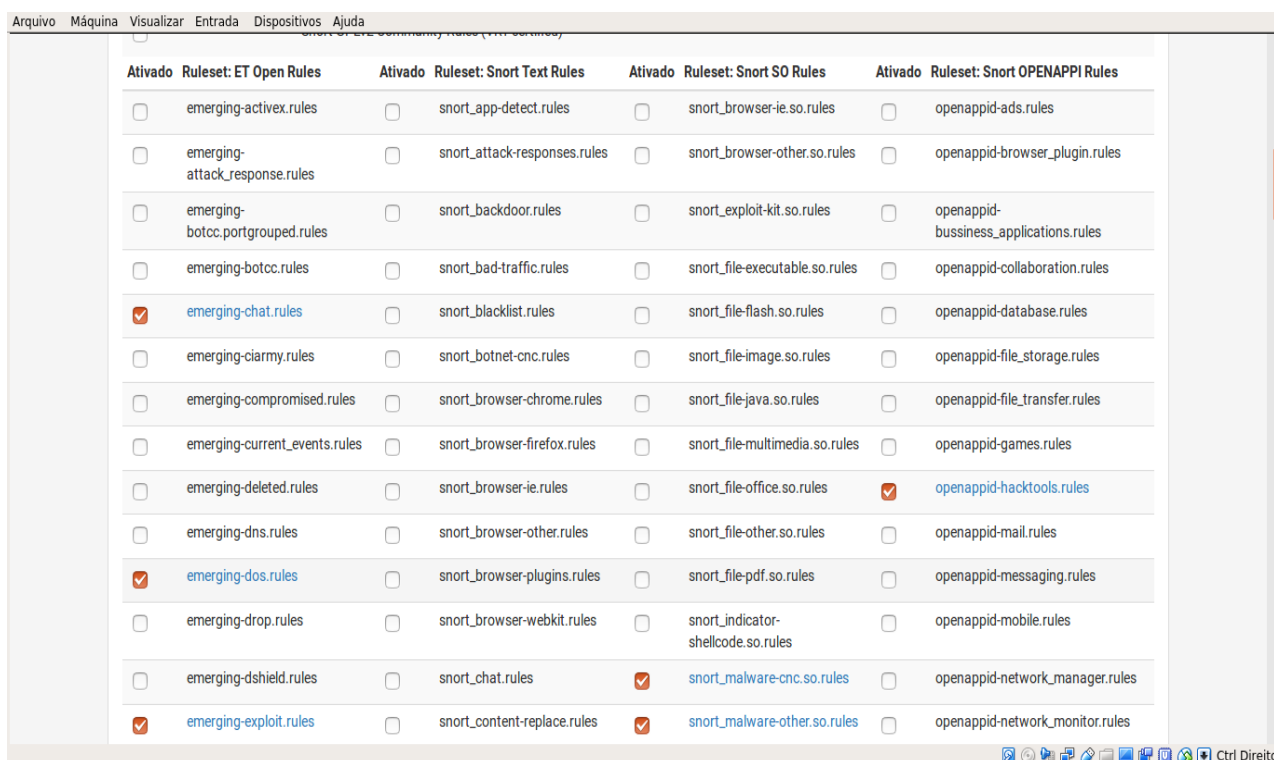 Arquivo Máquina Visualizar Entrada Dispositivos Ajuda
Snort GPLv2 Community Rules (VRT certified)
Ativado Ruleset: ET Open Rules Ativado Ruleset: Snort Text Rules Ativado Ruleset: Snort SO Rules Ativado Ruleset: Snort OPENAPPI Rules
emerging-activex.rules snort_app-detect.rules snort_browser-ie.so.rules openappid-ads.rules
emerging-
attack_response.rules snort_attack-responses.rules snort_browser-other.so.rules openappid-browser_plugin.rules
emerging-
botcc.portgrouped.rules snort_backdoor.rules snort_exploit-kit.so.rules openappid-
bussiness_applications.rules
emerging-botcc.rules snort_bad-traffic.rules snort_file-executable.so.rules openappid-collaboration.rules
emerging-chat.rules snort_blacklist.rules snort_file-flash.so.rules openappid-database.rules
emerging-ciarmy.rules snort_botnet-cnc.rules snort_file-image.so.rules openappid-file_storage.rules
emerging-compromised.rules snort_browser-chrome.rules snort_file-java.so.rules openappid-file_transfer.rules
emerging-current_events.rules snort_browser-firefox.rules snort_file-multimedia.so.rules openappid-games.rules
emerging-deleted.rules snort_browser-ie.rules snort_file-office.so.rules openappid-hacktools.rules
emerging-dns.rules snort_browser-other.rules snort_file-other.so.rules openappid-mail.rules
emerging-dos.rules snort_browser-plugins.rules snort_file-pdf.so.rules openappid-messaging.rules
emerging-drop.rules snort_browser-webkit.rules snort_indicator-
shellcode.so.rules openappid-mobile.rules
emerging-dshield.rules snort_chat.rules snort_malware-cnc.so.rules openappid-network_manager.rules
emerging-exploit.rules snort_content-replace.rules snort_malware-other.so.rules openappid-network_monitor.rules
Ctrl Direito